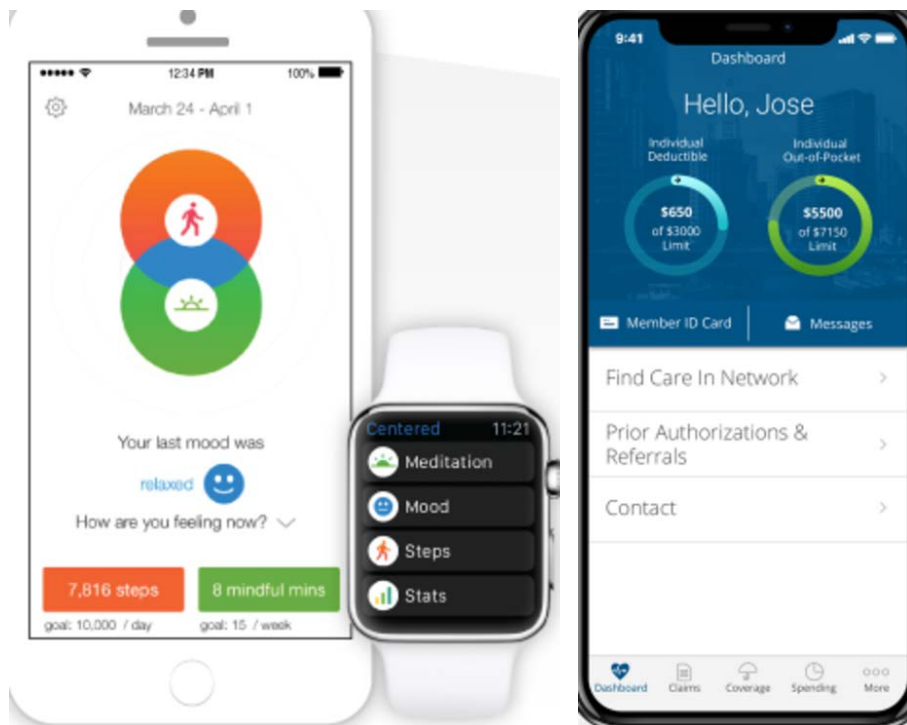 12:34 PM
100%
March 24 - April 1
Your last mood was
relaxed
How are you feeling now?
7,816 steps
8 mindful mins
goal: 10,000 / day
goal: 15 / week
Centered
11:21
Meditation
Mood
Steps
Stats
9:41
Dashboard
Hello, Jose
Individual
Deductible
$650
of $3000
Limit
Individual
Out-of-Pocket
$5500
of $7150
Limit
Member ID Card
Messages
Find Care In Network
Prior Authorizations &
Referrals
Contact
Dashboard
Claims
Coverage
Spending
More